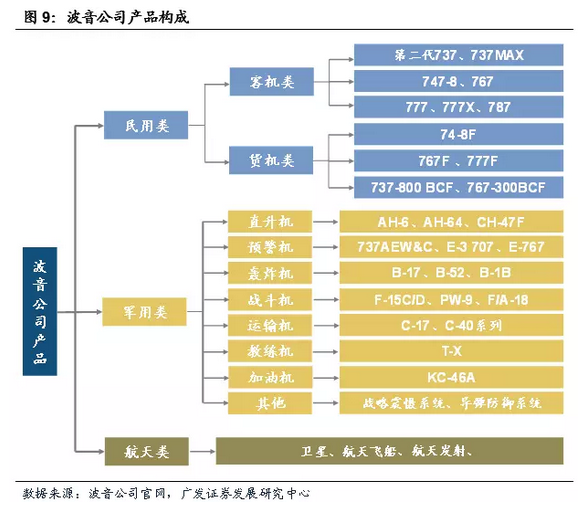 图 9：波音公司产品构成
第二代737、737MAX
客机类
747-8、767
777、777X、787
民用类
74-8F
货机类
767F 、777F
737-800 BCF、767-300BCF
直升机
AH-6、AH-64、CH-47F
预警机
737AEW&C、E-3 707、E-767
轰炸机
B-17、B-52、B-1B
波音公司产品
军用类
战斗机
F-15C/D、PW-9、F/A-18
运输机
C-17、C-40系列
教练机
T-X
加油机
KC-46A
其他
战略震慑系统、导弹防御系统
航天类
卫星、航天飞船、航天发射、
数据来源：波音公司官网，广发证券发展研究中心